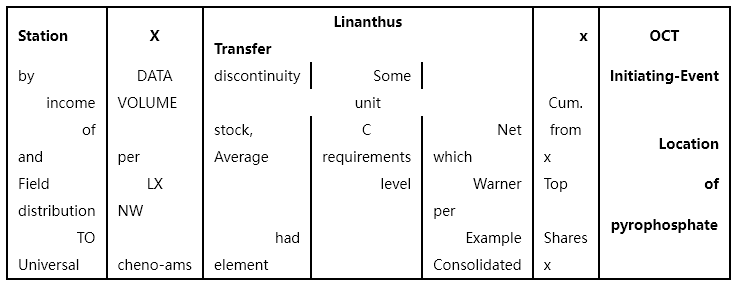 Linanthus
Station X Transfer x OCT
by DATA discontinuity Some Initiating-Event
income VOLUME unit Cum.
of stock, C Net from
Location
and per Average requirements which x
Field LX level Warner Top of
distribution NW per
pyrophosphate
TO had Example Shares
Universal cheno-ams element Consolidated x